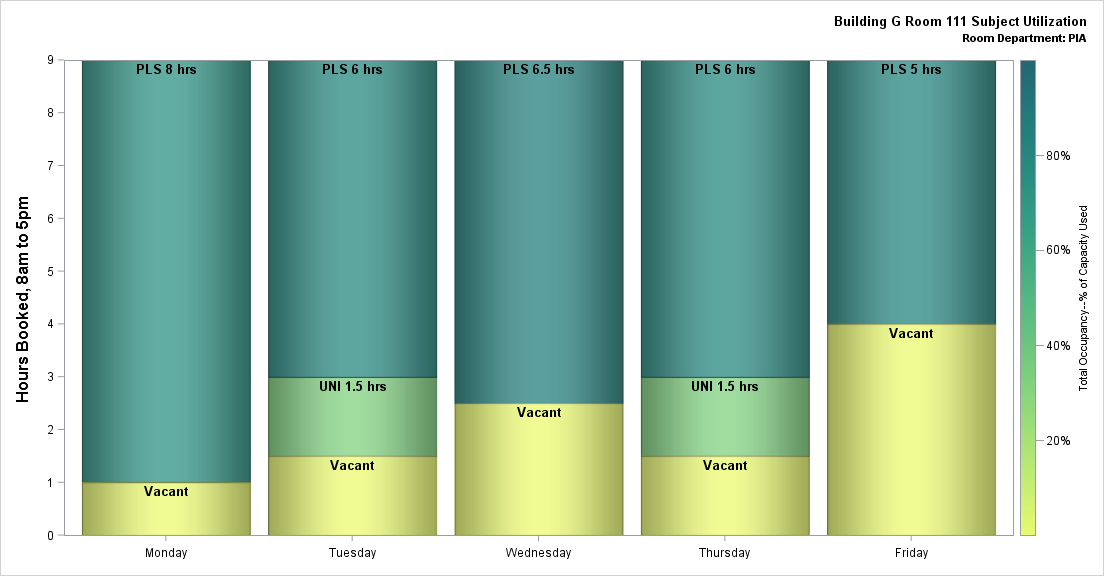 Building G Room 111 Subject Utilization
Room Department: PIA
Hours Booked, 8am to 5pm
9
8
7
6
5
4
3
2
1
0
PLS 8 hrs
Vacant
PLS 6 hrs
UNI 1.5 hrs
Vacant
PLS 6.5 hrs
Vacant
PLS 6 hrs
UNI 1.5 hrs
Vacant
PLS 5 hrs
Vacant
Monday
Tuesday
Wednesday
Thursday
Friday
80%
60%
40%
20%
Total Occupancy--% of Capacity Used